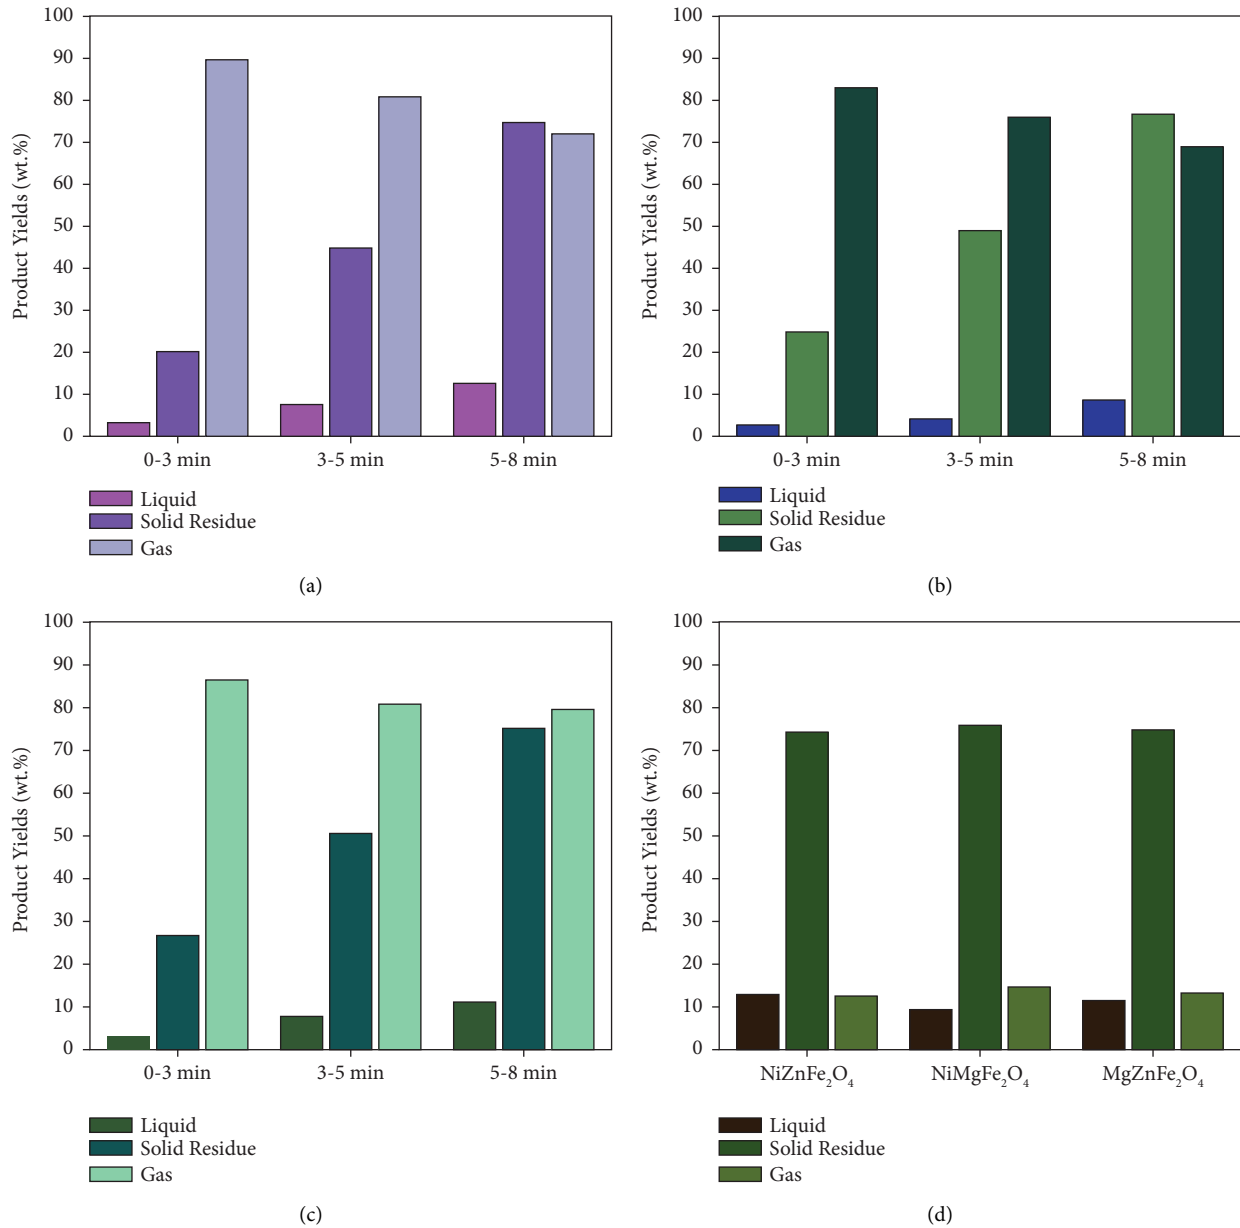 100
90
80
70
60
50
40
30
20
10
0
Product Yields (wt.%)
0-3 min 3-5 min 5-8 min
Liquid
Solid Residue
Gas
(a)
100
90
80
70
60
50
40
30
20
10
0
Product Yields (wt.%)
0-3 min 3-5 min 5-8 min
Liquid
Solid Residue
Gas
(b)
100
90
80
70
60
50
40
30
20
10
0
Product Yields (wt.%)
0-3 min 3-5 min 5-8 min
Liquid
Solid Residue
Gas
(c)
100
90
80
70
60
50
40
30
20
10
0
Product Yields (wt.%)
NiZnFe₂O₄ NiMgFe₂O₄ MgZnFe₂O₄
Liquid
Solid Residue
Gas
(d)